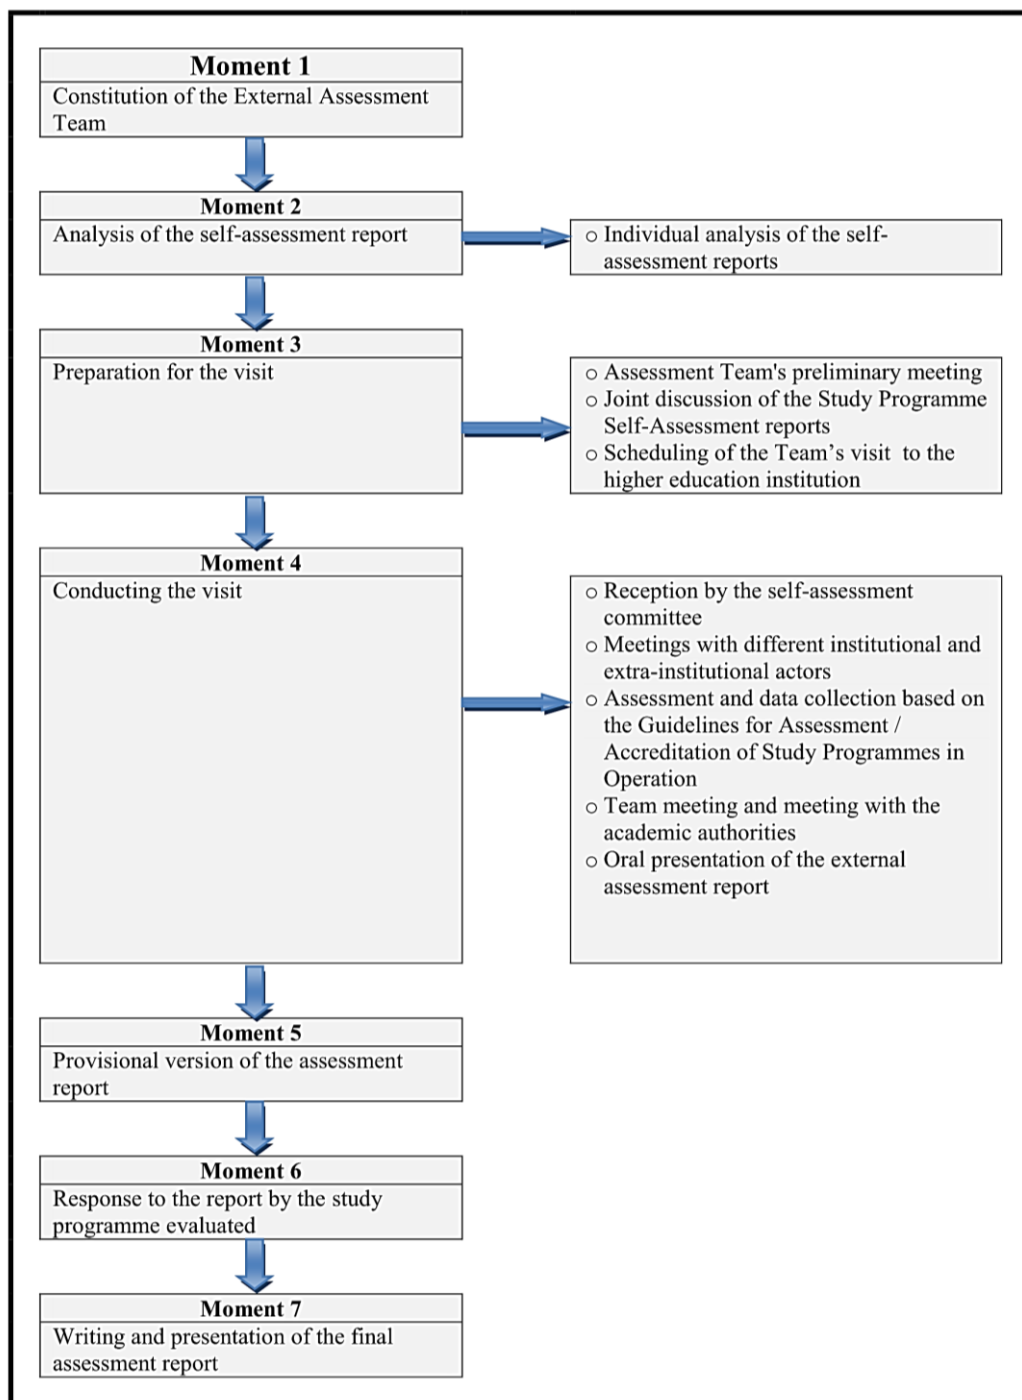 Moment 1
Constitution of the External Assessment
Team
Moment 2
Analysis of the self-assessment report
○ Individual analysis of the self-
assessment reports
Moment 3
Preparation for the visit
○ Assessment Team's preliminary meeting
○ Joint discussion of the Study Programme
Self-Assessment reports
○ Scheduling of the Team’s visit to the
higher education institution
Moment 4
Conducting the visit
○ Reception by the self-assessment
committee
○ Meetings with different institutional and
extra-institutional actors
○ Assessment and data collection based on
the Guidelines for Assessment /
Accreditation of Study Programmes in
Operation
○ Team meeting and meeting with the
academic authorities
○ Oral presentation of the external
assessment report
Moment 5
Provisional version of the assessment
report
Moment 6
Response to the report by the study
programme evaluated
Moment 7
Writing and presentation of the final
assessment report